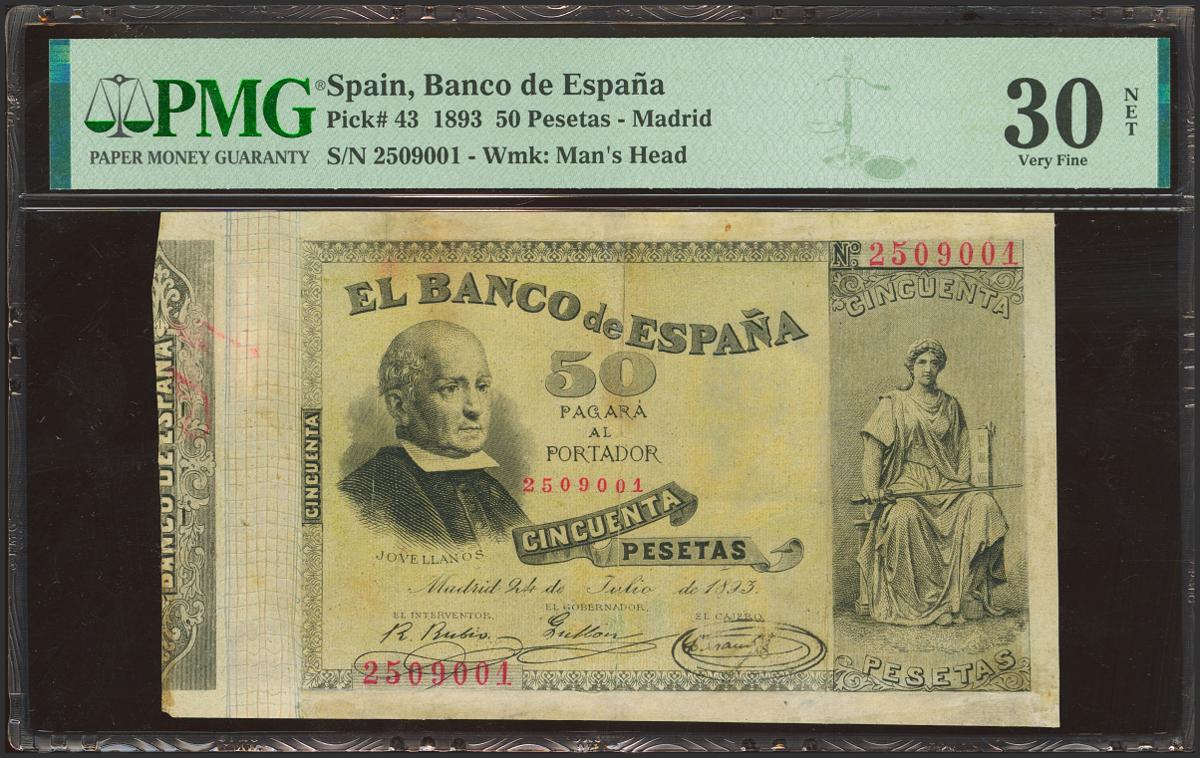 PMG®
PAPER MONEY GUARANTY
Spain, Banco de España
Pick# 43 1893 50 Pesetas - Madrid
S/N 2509001 - Wmk: Man's Head
30
NET
Very Fine
BANCO DE ESPAÑA
CINCUENTA
EL BANCO de ESPAÑA
50
PAGARÁ
AL
PORTADOR
2509001
CINCUENTA
PESETAS
JOVELLANOS
Madrid 24 de Julio de 1893.
EL INTERVENTOR,
EL GOBERNADOR,
EL CAJERO,
R. Rubio
Gullón
2509001
Nº. 2509001
CINCUENTA
PESETAS